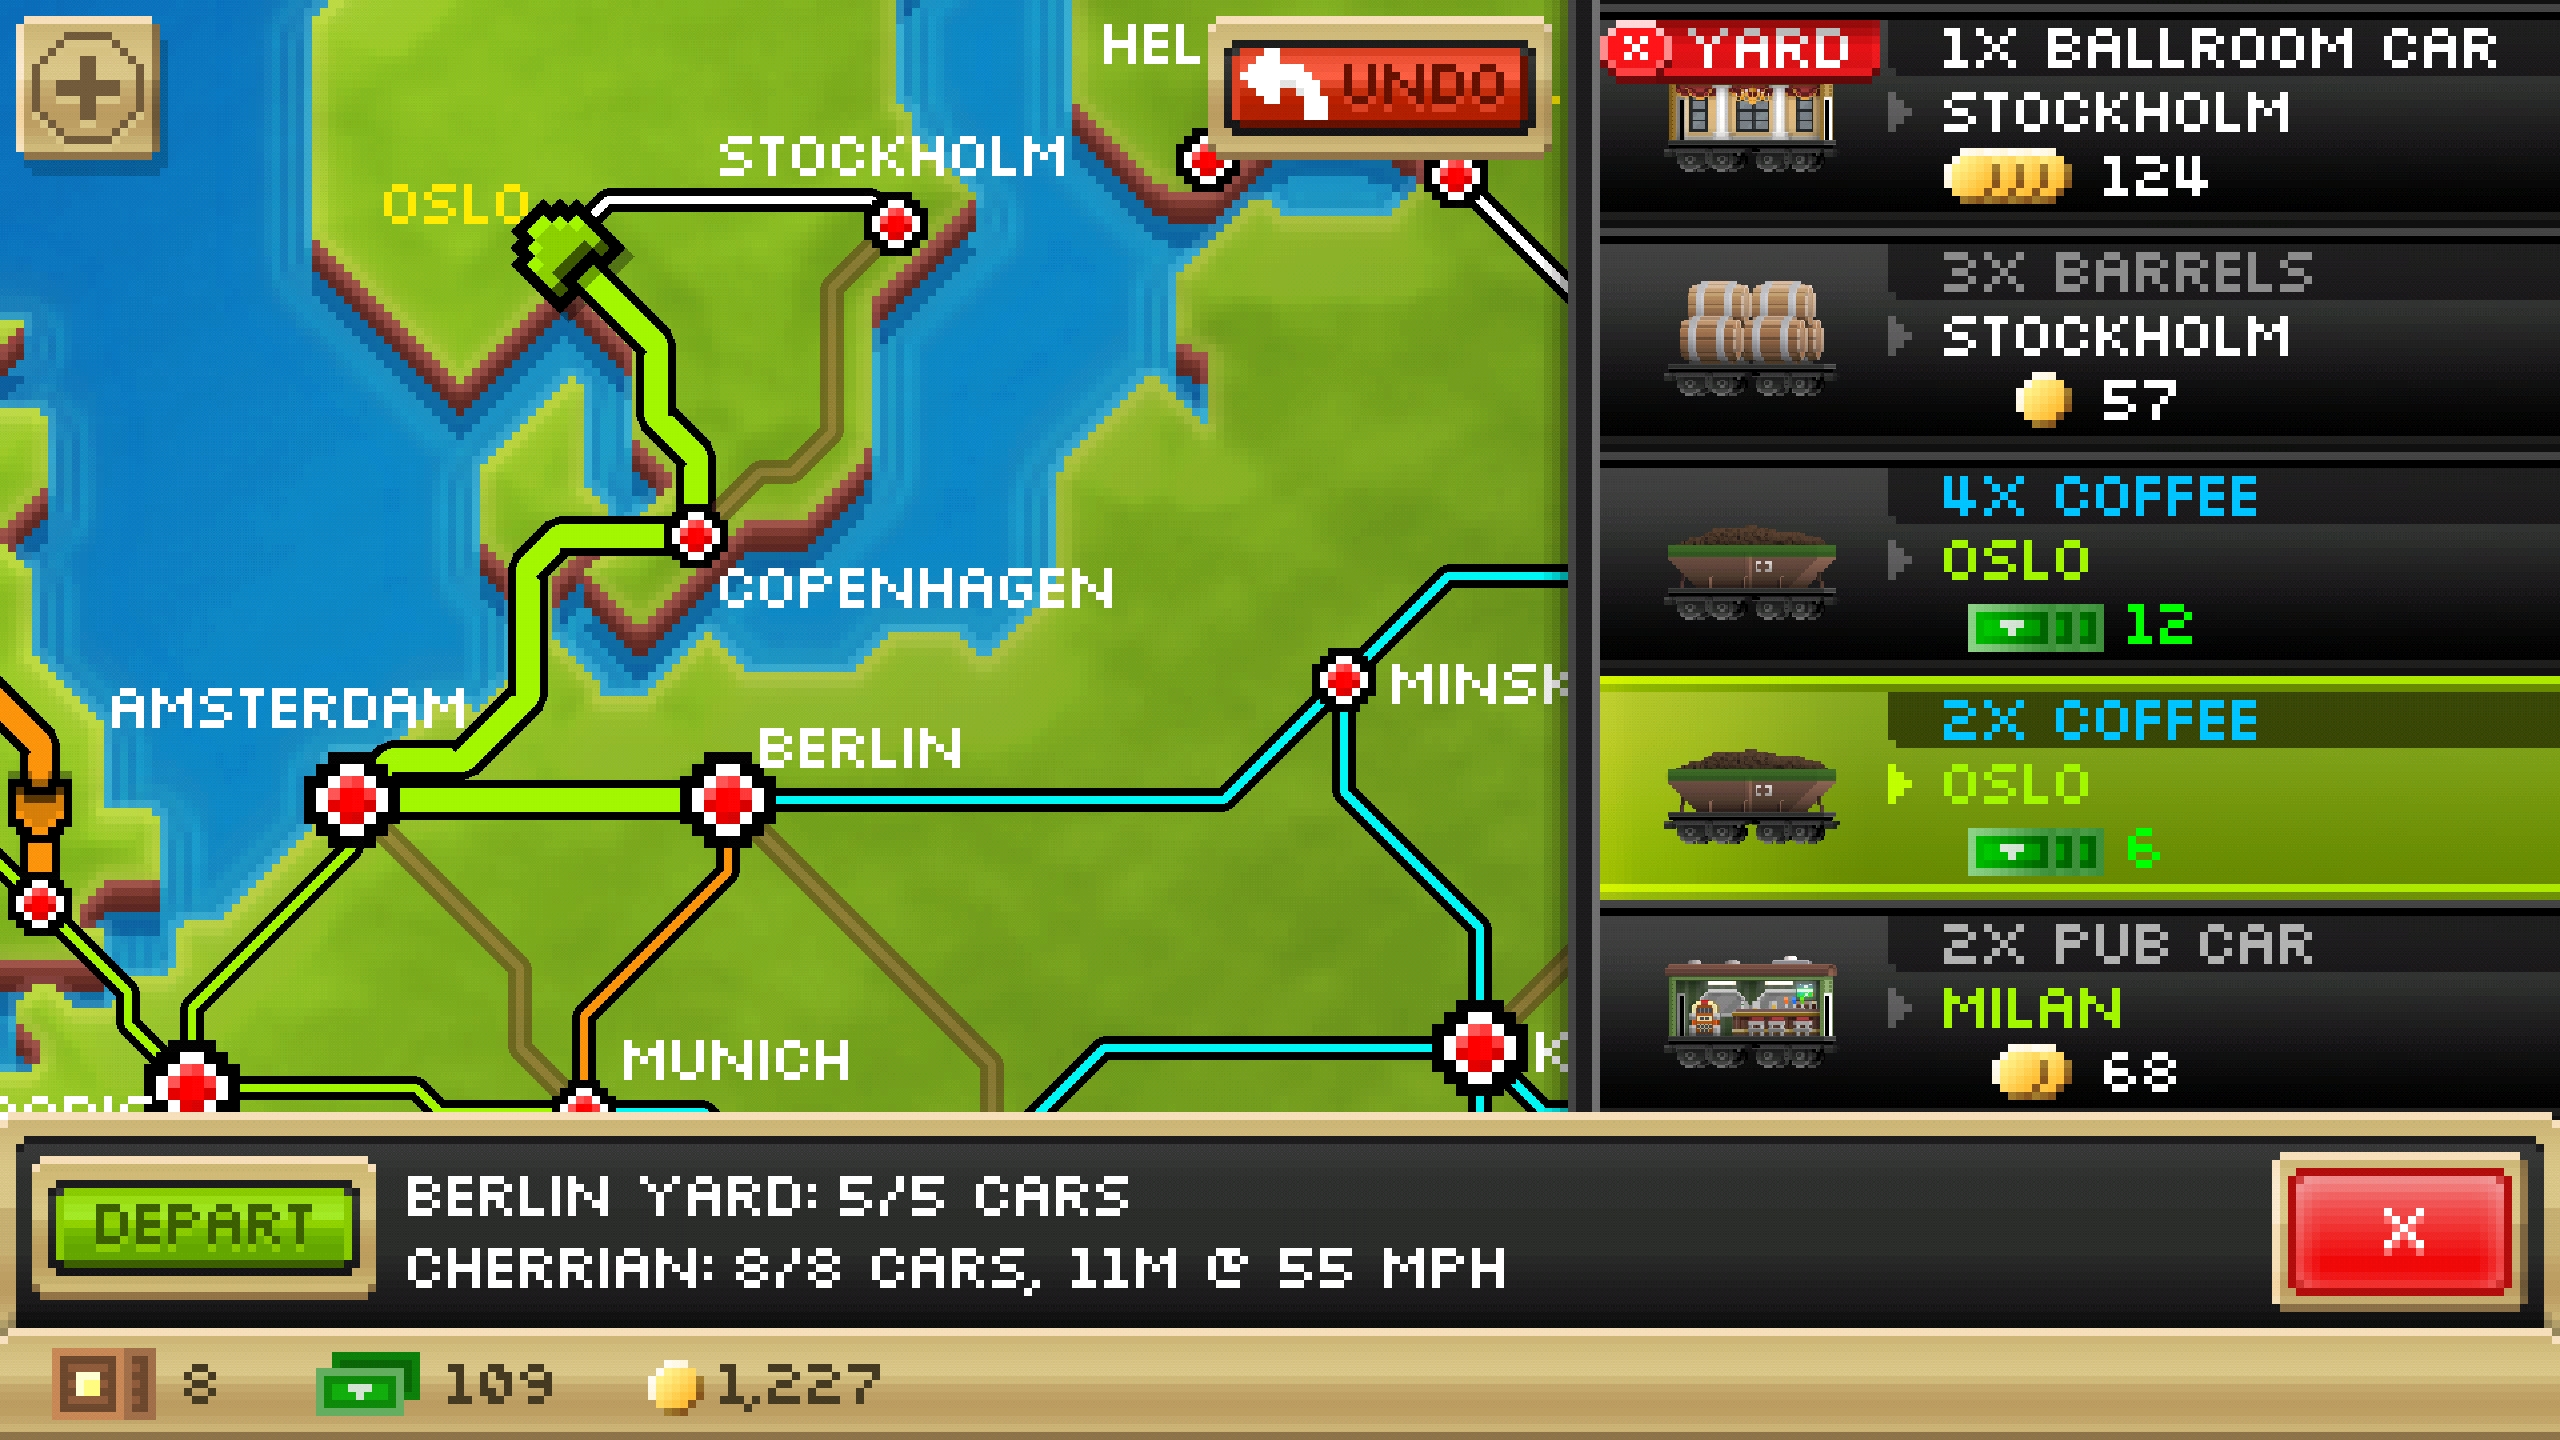 HEL
UNDO
STOCKHOLM
OSLO
COPENHAGEN
AMSTERDAM
BERLIN
MINSK
MUNICH
K
YARD
1X BALLROOM CAR
STOCKHOLM
124
3X BARRELS
STOCKHOLM
57
4X COFFEE
OSLO
12
2X COFFEE
OSLO
6
2X PUB CAR
MILAN
68
DEPART
BERLIN YARD: 5/5 CARS
CHERRIAN: 8/8 CARS, 11M @ 55 MPH
X
8
109
1,227